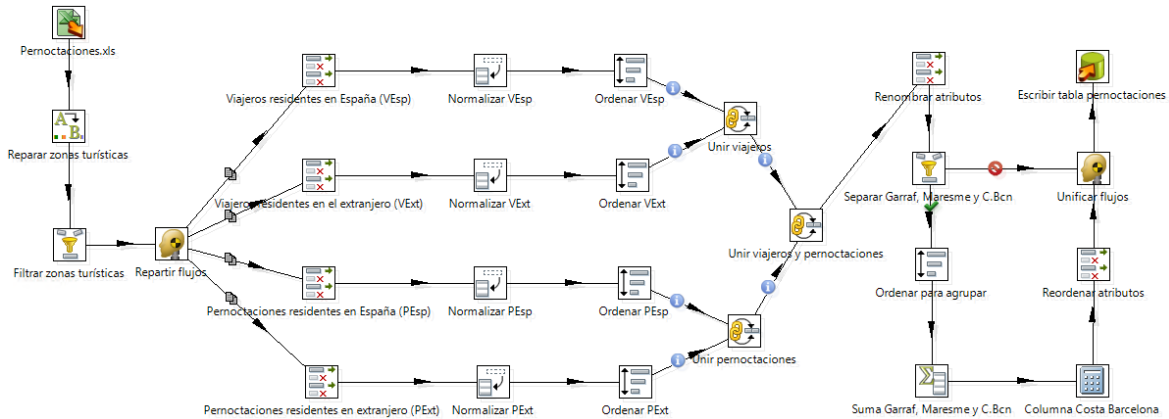 Pernoctaciones.xls
Reparar zonas turísticas
Filtrar zonas turísticas
Repartir flujos
Viajeros residentes en España (VEsp)
Normalizar VEsp
Ordenar VEsp
Viajeros residentes en el extranjero (VExt)
Normalizar VExt
Ordenar VExt
Unir viajeros
Pernoctaciones residentes en España (PEsp)
Normalizar PEsp
Ordenar PEsp
Pernoctaciones residentes en extranjero (PExt)
Normalizar PExt
Ordenar PExt
Unir pernoctaciones
Unir viajeros y pernoctaciones
Renombrar atributos
Separar Garraf, Maresme y C.Bcn
Ordenar para agrupar
Suma Garraf, Maresme y C.Bcn
Columna Costa Barcelona
Reordenar atributos
Unificar flujos
Escribir tabla pernoctaciones